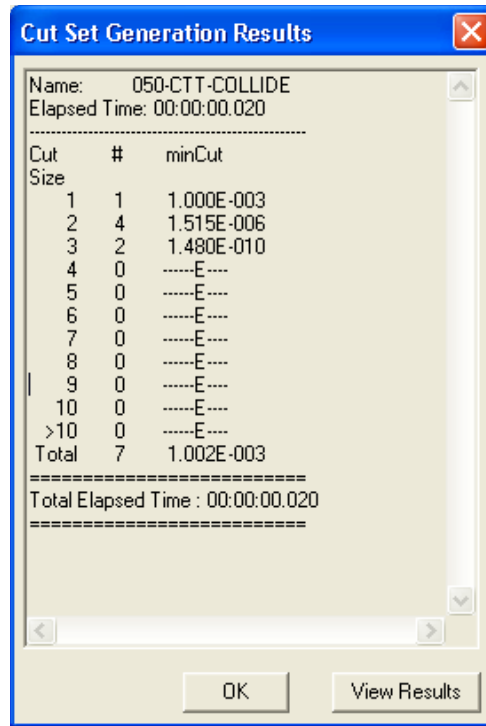 Cut Set Generation Results
Name: 050-CTT-COLLIDE
Elapsed Time: 00:00:00.020
--------------------------------------------------
Cut # minCut
Size
1 1 1.000E-003
2 4 1.515E-006
3 2 1.480E-010
4 0 ------E----
5 0 ------E----
6 0 ------E----
7 0 ------E----
8 0 ------E----
9 0 ------E----
10 0 ------E----
>10 0 ------E----
Total 7 1.002E-003
==========================
Total Elapsed Time : 00:00:00.020
==========================
OK View Results